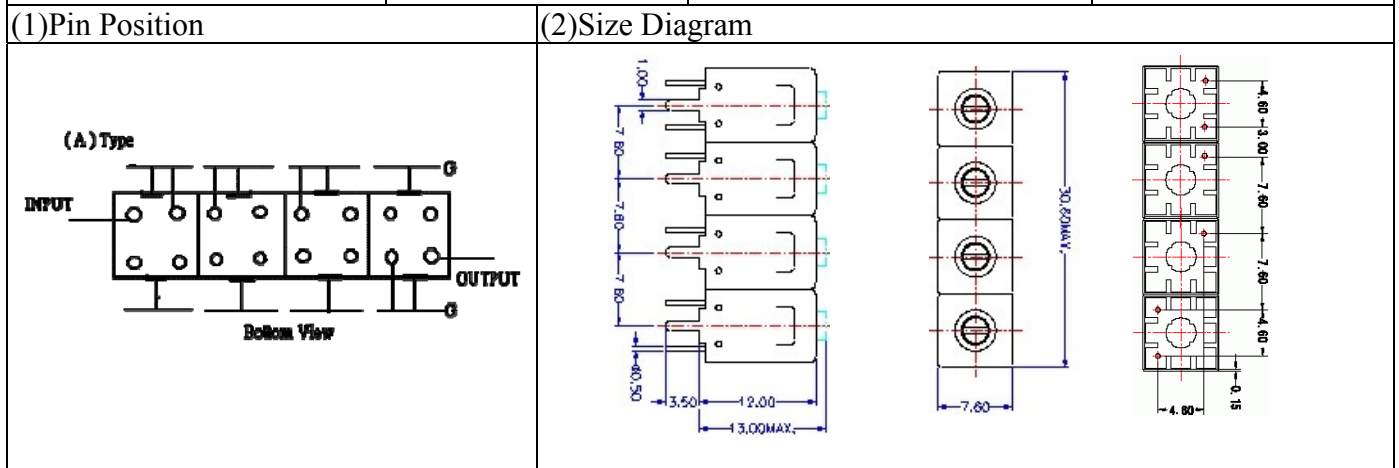 (1)Pin Position
(2)Size Diagram
(A)Type
G
INPUT
OUTPUT
G
Bottom View
1.00
7.80
7.80
7.80
φ0.50
3.50
12.00
13.00MAX.
30.60MAX.
7.60
4.60
3.00
7.60
7.60
4.60
0.15
4.60